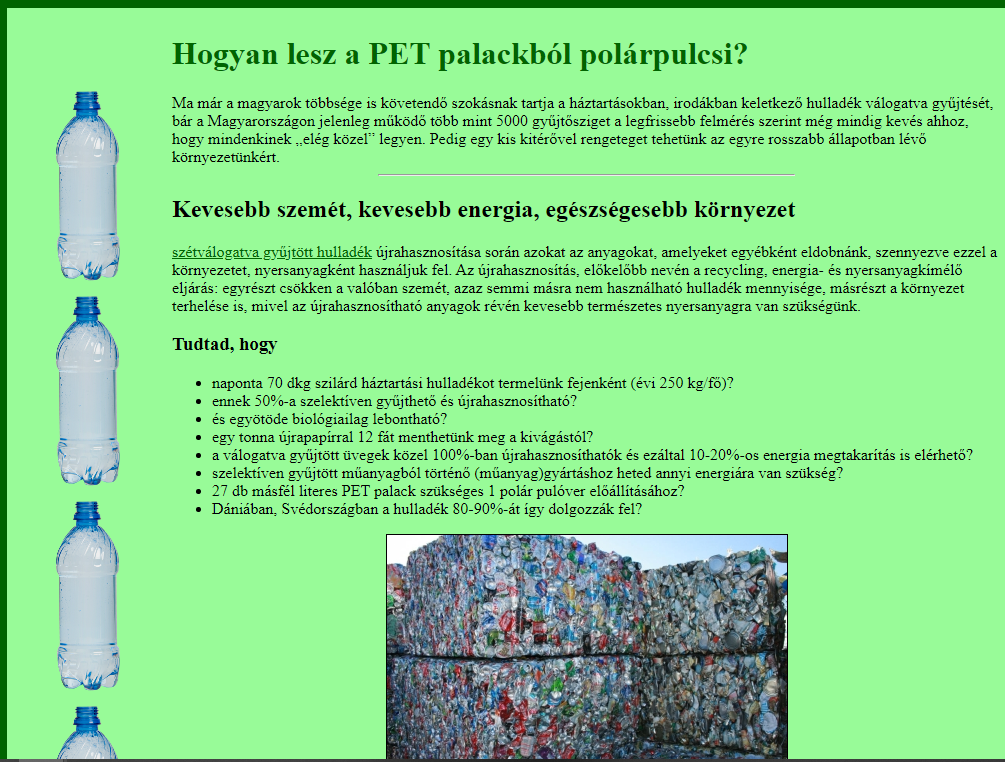 Hogyan lesz a PET palackból polárpulcsi?
Ma már a magyarok többsége is követendő szokásnak tartja a háztartásokban, irodákban keletkező hulladék válogatva gyűjtését,
bár a Magyarországon jelenleg működő több mint 5000 gyűjtősziget a legfrissebb felmérés szerint még mindig kevés ahhoz,
hogy mindenkinek „elég közel” legyen. Pedig egy kis kitérővel rengeteget tehetünk az egyre rosszabb állapotban lévő
környezetünkért.
Kevesebb szemét, kevesebb energia, egészségesebb környezet
szétválogatva gyűjtött hulladék újrahasznosítása során azokat az anyagokat, amelyeket egyébként eldobnánk, szennyezve ezzel a
környezetet, nyersanyagként használjuk fel. Az újrahasznosítás, előkelőbb nevén a recycling, energia- és nyersanyagkímélő
eljárás: egyrészt csökken a valóban szemét, azaz semmi másra nem használható hulladék mennyisége, másrészt a környezet
terhelése is, mivel az újrahasznosítható anyagok révén kevesebb természetes nyersanyagra van szükségünk.
Tudtad, hogy
• naponta 70 dkg szilárd háztartási hulladékot termelünk fejenként (évi 250 kg/fő)?
• ennek 50%-a szelektíven gyűjthető és újrahasznosítható?
• és egyötöde biológiailag lebontható?
• egy tonna újrapapírral 12 fát menthetünk meg a kivágástól?
• a válogatva gyűjtött üvegek közel 100%-ban újrahasznosíthatók és ezáltal 10-20%-os energia megtakarítás is elérhető?
• szelektíven gyűjtött műanyagból történő (műanyag)gyártáshoz heted annyi energiára van szükség?
• 27 db másfél literes PET palack szükséges 1 polár pulóver előállításához?
• Dániában, Svédországban a hulladék 80-90%-át így dolgozzák fel?